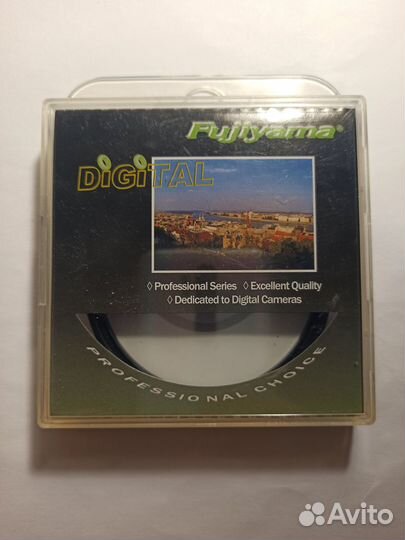 Fujiyama®
DiGiTAL
◊ Professional Series ◊ Excellent Quality
◊ Dedicated to Digital Cameras
PROFESSIONAL CHOICE
Avito